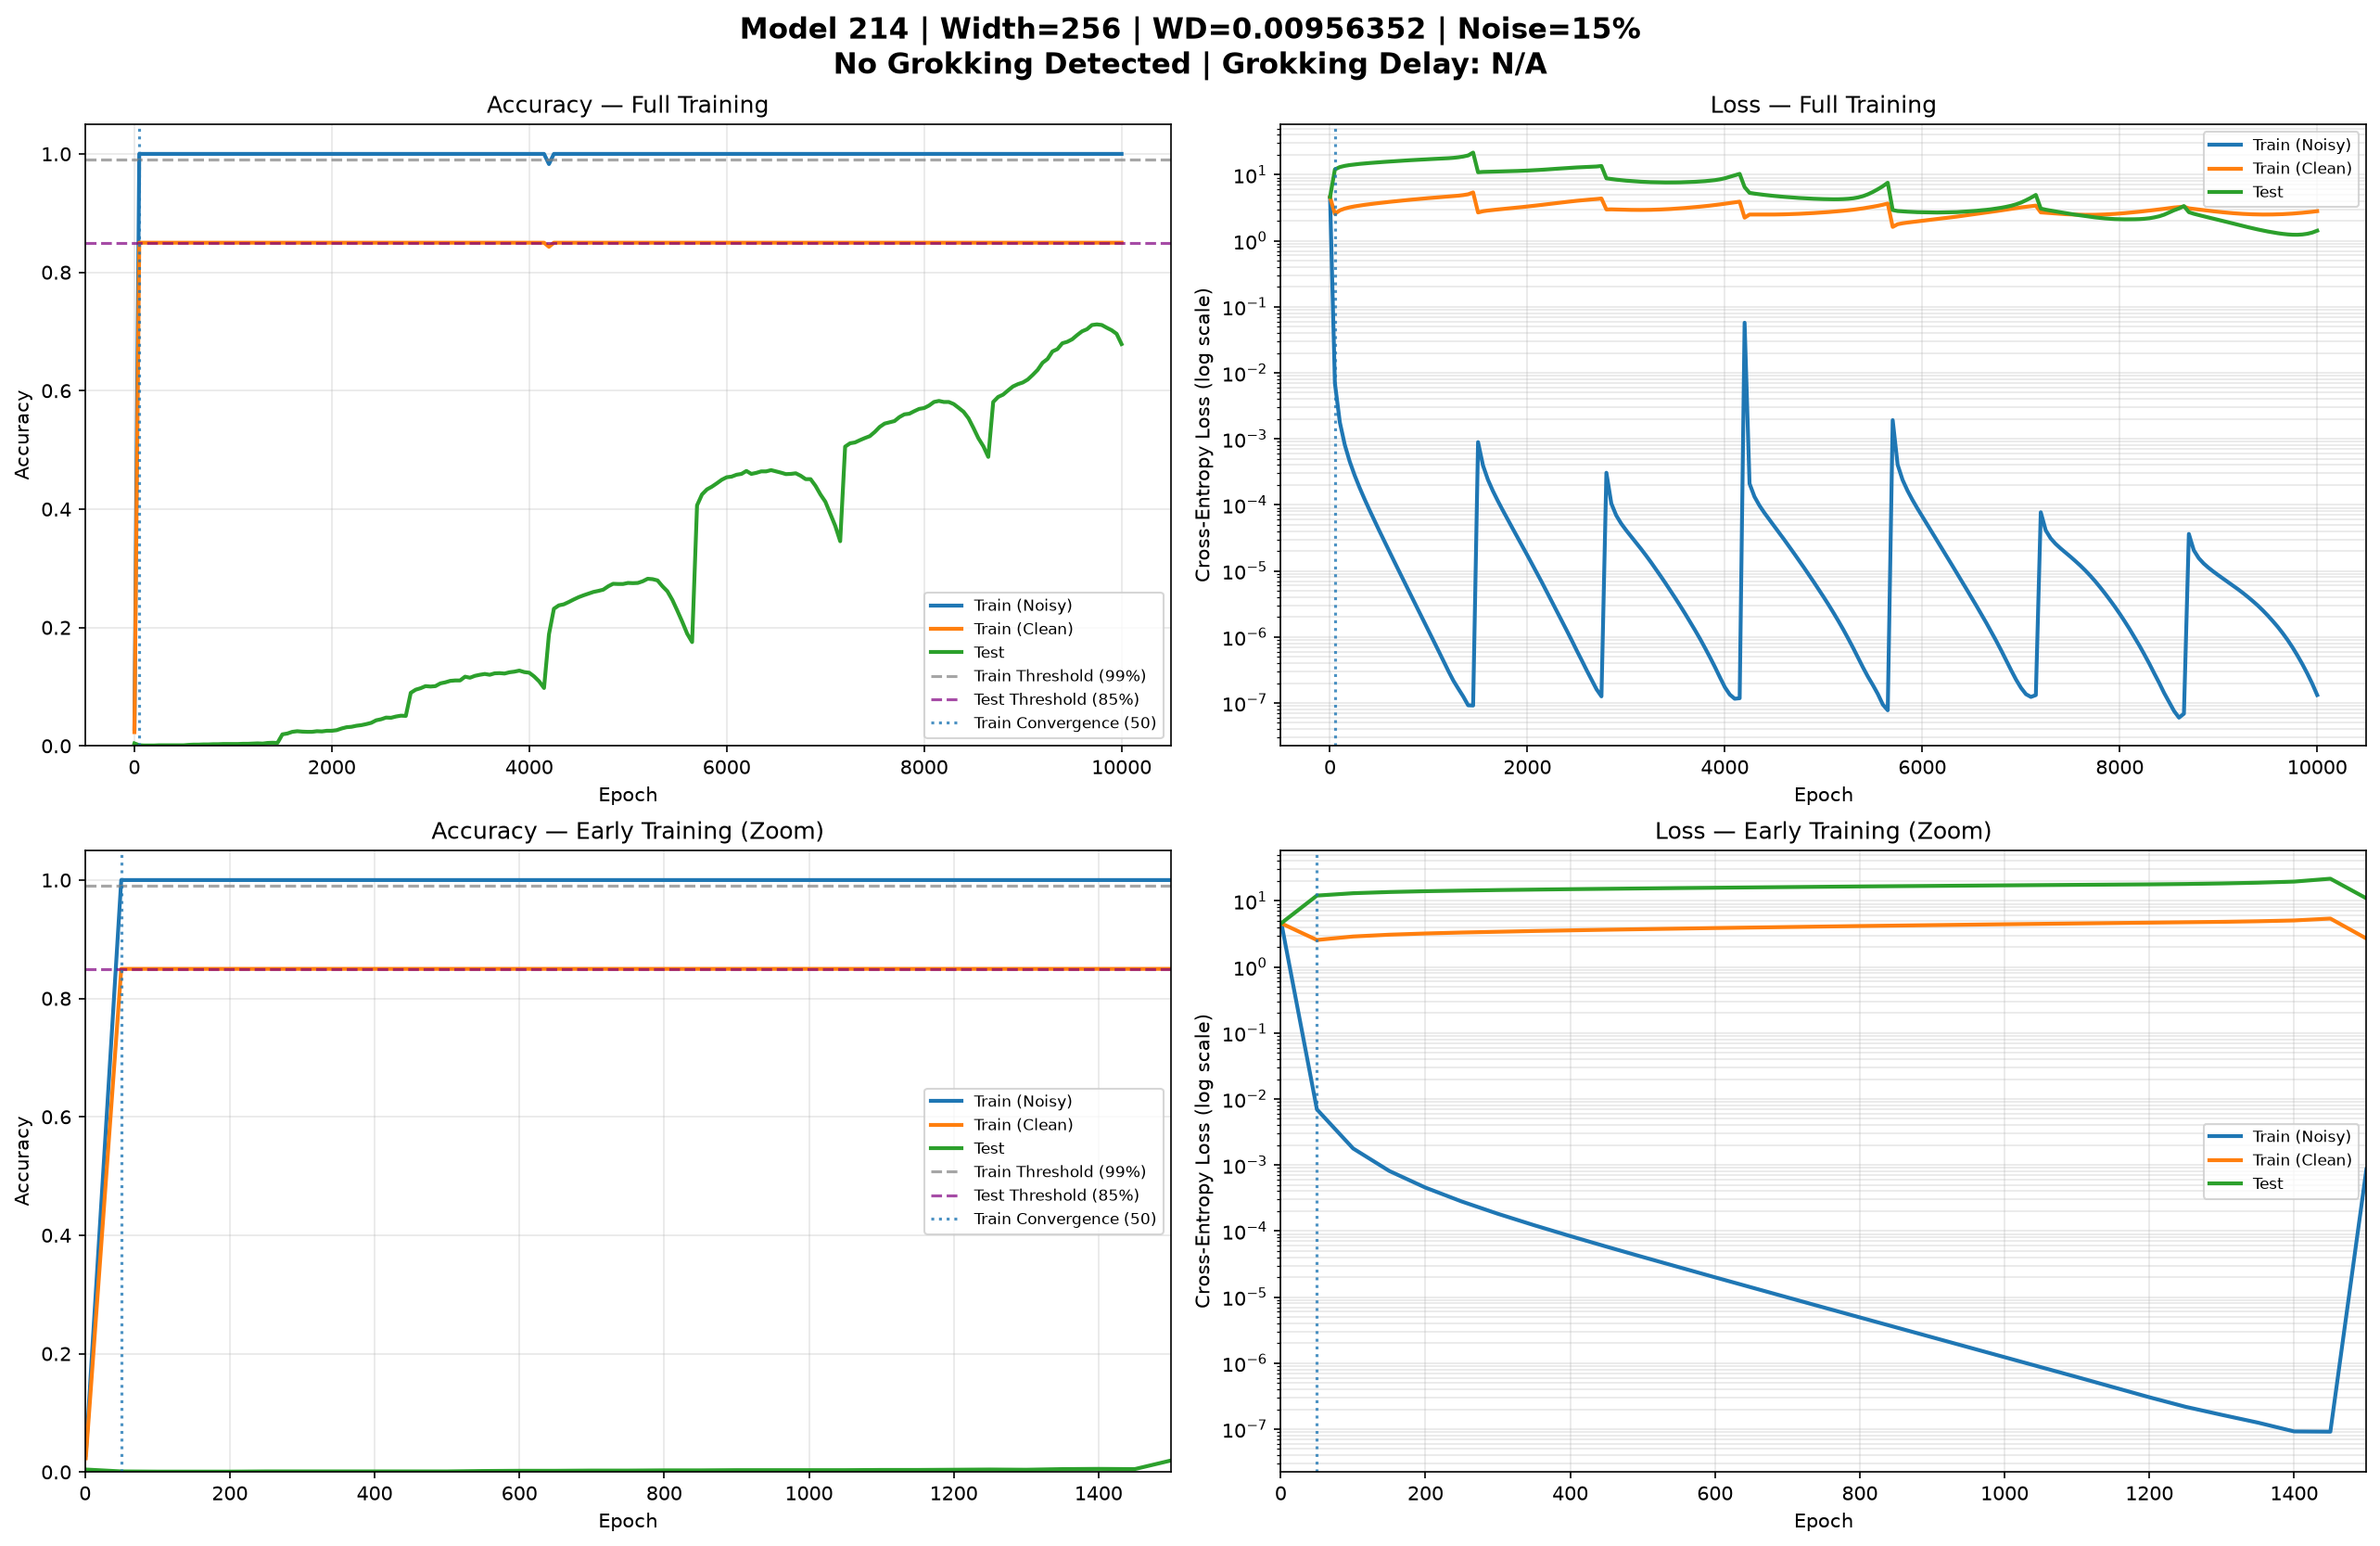 Model 214 | Width=256 | WD=0.00956352 | Noise=15%
No Grokking Detected | Grokking Delay: N/A
Accuracy — Full Training
Accuracy
1.0
0.8
0.6
0.4
0.2
0.0
0 2000 4000 6000 8000 10000
Epoch
Train (Noisy)
Train (Clean)
Test
Train Threshold (99%)
Test Threshold (85%)
Train Convergence (50)
Loss — Full Training
Cross-Entropy Loss (log scale)
10¹
10⁰
10⁻¹
10⁻²
10⁻³
10⁻⁴
10⁻⁵
10⁻⁶
10⁻⁷
0 2000 4000 6000 8000 10000
Epoch
Train (Noisy)
Train (Clean)
Test
Accuracy — Early Training (Zoom)
Accuracy
1.0
0.8
0.6
0.4
0.2
0.0
0 200 400 600 800 1000 1200 1400
Epoch
Train (Noisy)
Train (Clean)
Test
Train Threshold (99%)
Test Threshold (85%)
Train Convergence (50)
Loss — Early Training (Zoom)
Cross-Entropy Loss (log scale)
10¹
10⁰
10⁻¹
10⁻²
10⁻³
10⁻⁴
10⁻⁵
10⁻⁶
10⁻⁷
0 200 400 600 800 1000 1200 1400
Epoch
Train (Noisy)
Train (Clean)
Test